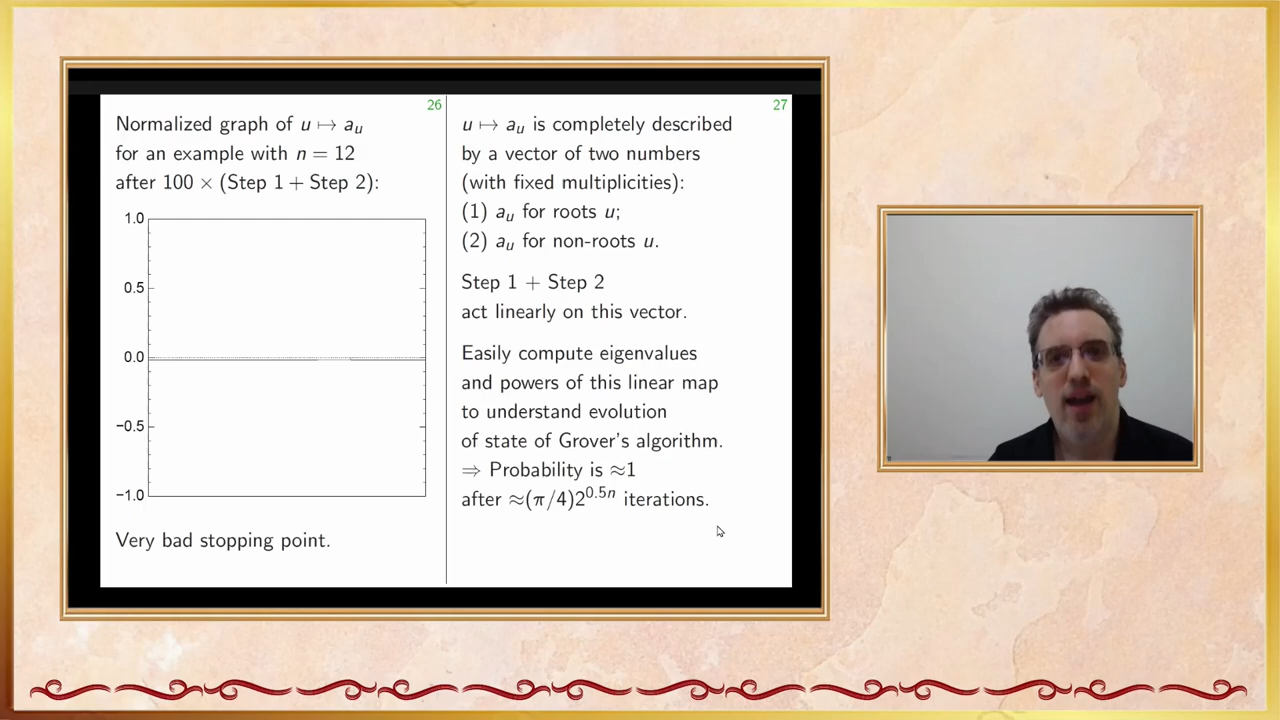 26
Normalized graph of u ↦ a_u
for an example with n = 12
after 100 × (Step 1 + Step 2):
1.0
0.5
0.0
−0.5
−1.0
Very bad stopping point.
27
u ↦ a_u is completely described
by a vector of two numbers
(with fixed multiplicities):
(1) a_u for roots u;
(2) a_u for non-roots u.
Step 1 + Step 2
act linearly on this vector.
Easily compute eigenvalues
and powers of this linear map
to understand evolution
of state of Grover's algorithm.
⇒ Probability is ≈1
after ≈(π/4)2^{0.5n} iterations.